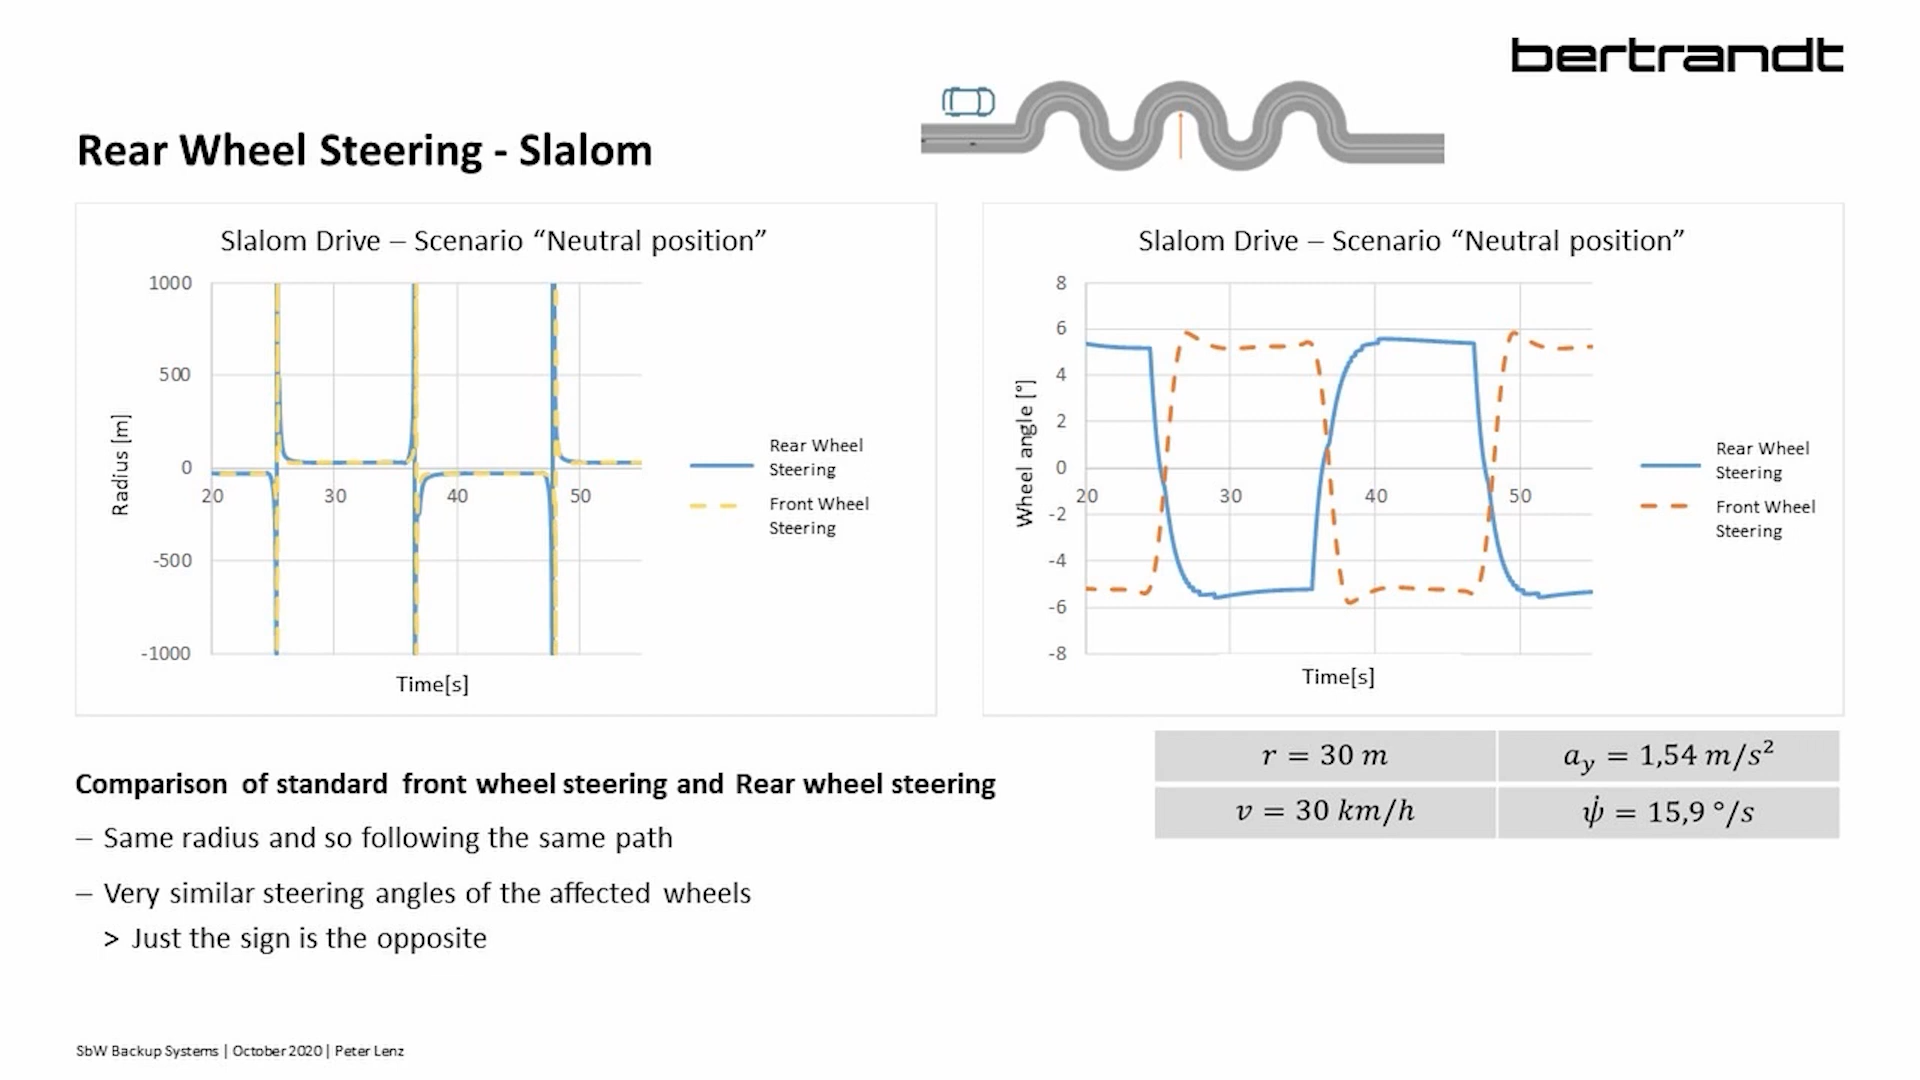 bertrandt
Rear Wheel Steering - Slalom
Slalom Drive – Scenario “Neutral position”
1000
500
0
-500
-1000
20
30
40
50
Radius [m]
Time[s]
Rear Wheel
Steering
Front Wheel
Steering
Slalom Drive – Scenario “Neutral position”
8
6
4
2
0
-2
-4
-6
-8
20
30
40
50
Wheel angle [°]
Time[s]
Rear Wheel
Steering
Front Wheel
Steering
r = 30 m
a_y = 1,54 m/s²
v = 30 km/h
ψ̇ = 15,9 °/s
Comparison of standard front wheel steering and Rear wheel steering
– Same radius and so following the same path
– Very similar steering angles of the affected wheels
> Just the sign is the opposite
SbW Backup Systems | October 2020 | Peter Lenz